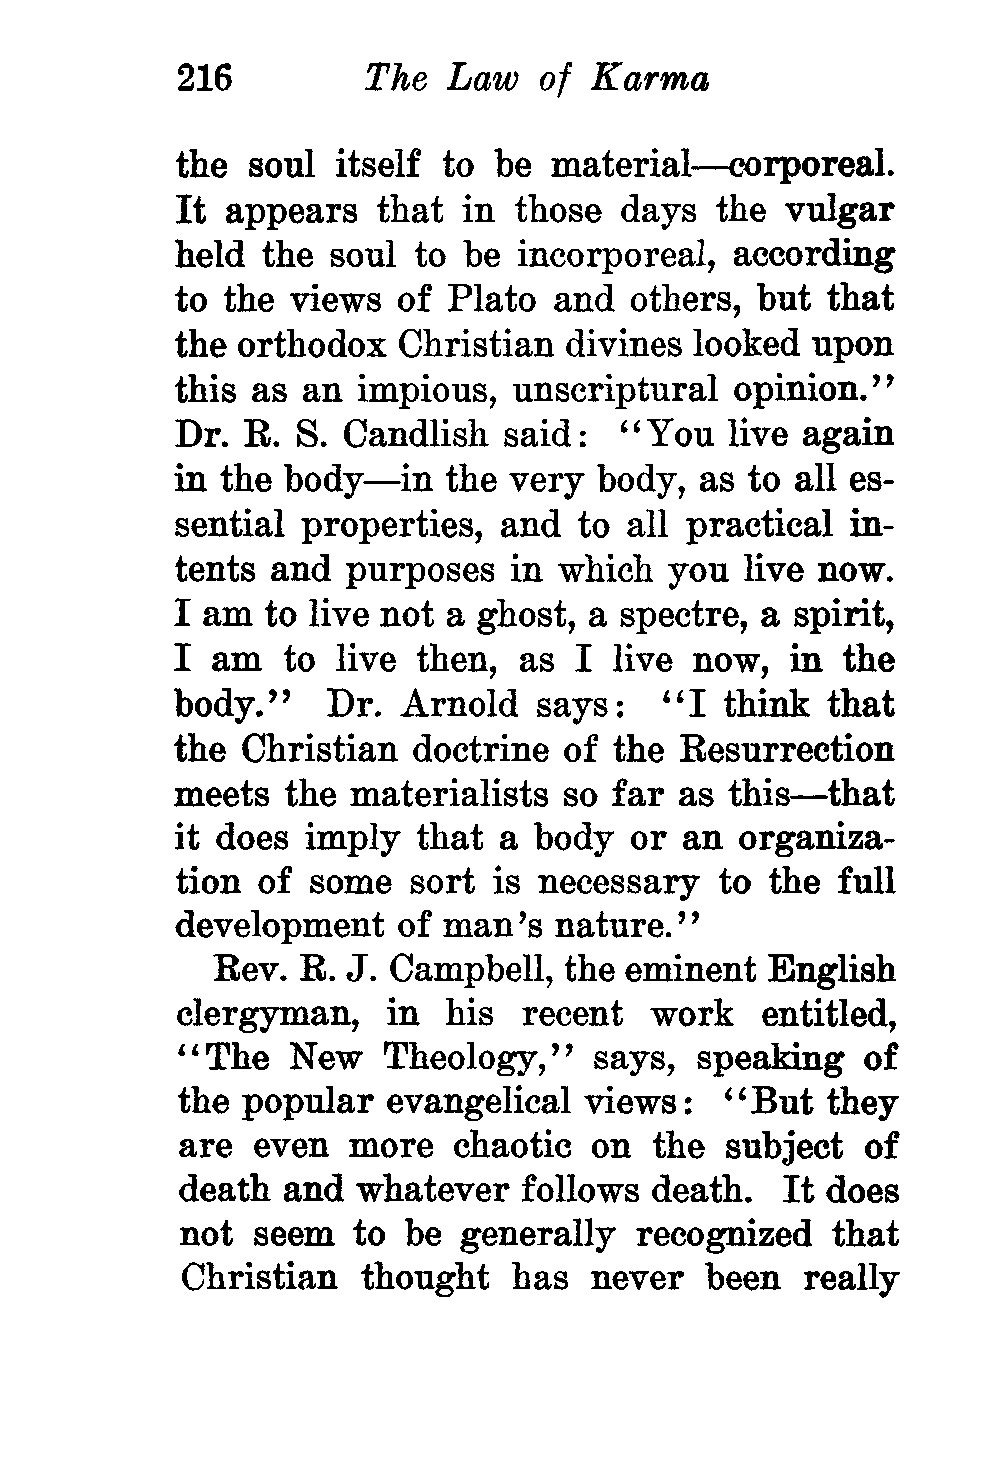 216 The Law of Karma
the soul itself to be material—corporeal.
It appears that in those days the vulgar
held the soul to be incorporeal, according
to the views of Plato and others, but that
the orthodox Christian divines looked upon
this as an impious, unscriptural opinion.''
Dr. R. S. Candlish said: ``You live again
in the body—in the very body, as to all es-
sential properties, and to all practical in-
tents and purposes in which you live now.
I am to live not a ghost, a spectre, a spirit,
I am to live then, as I live now, in the
body.'' Dr. Arnold says: ``I think that
the Christian doctrine of the Resurrection
meets the materialists so far as this—that
it does imply that a body or an organiza-
tion of some sort is necessary to the full
development of man's nature.''
Rev. R. J. Campbell, the eminent English
clergyman, in his recent work entitled,
``The New Theology,'' says, speaking of
the popular evangelical views: ``But they
are even more chaotic on the subject of
death and whatever follows death. It does
not seem to be generally recognized that
Christian thought has never been really